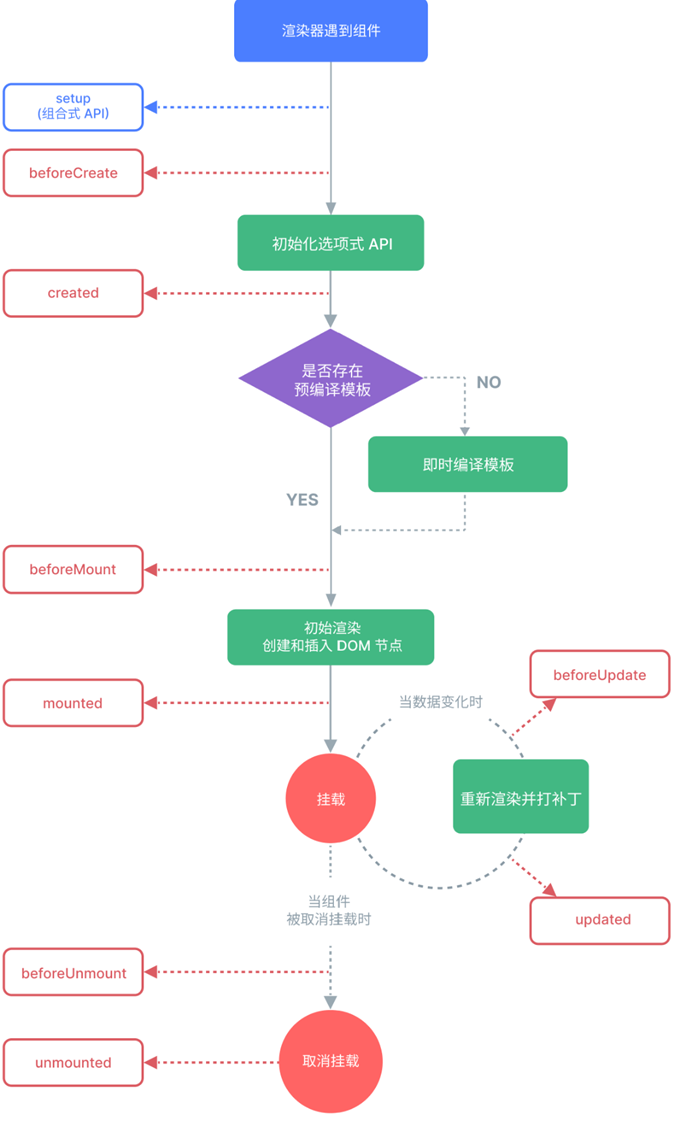 渲染器遇到组件
setup
(组合式 API)
beforeCreate
初始化选项式 API
created
是否存在
预编译模板
NO
即时编译模板
YES
beforeMount
初始渲染
创建和插入 DOM 节点
beforeUpdate
mounted
当数据变化时
挂载
重新渲染并打补丁
当组件
被取消挂载时
updated
beforeUnmount
unmounted
取消挂载